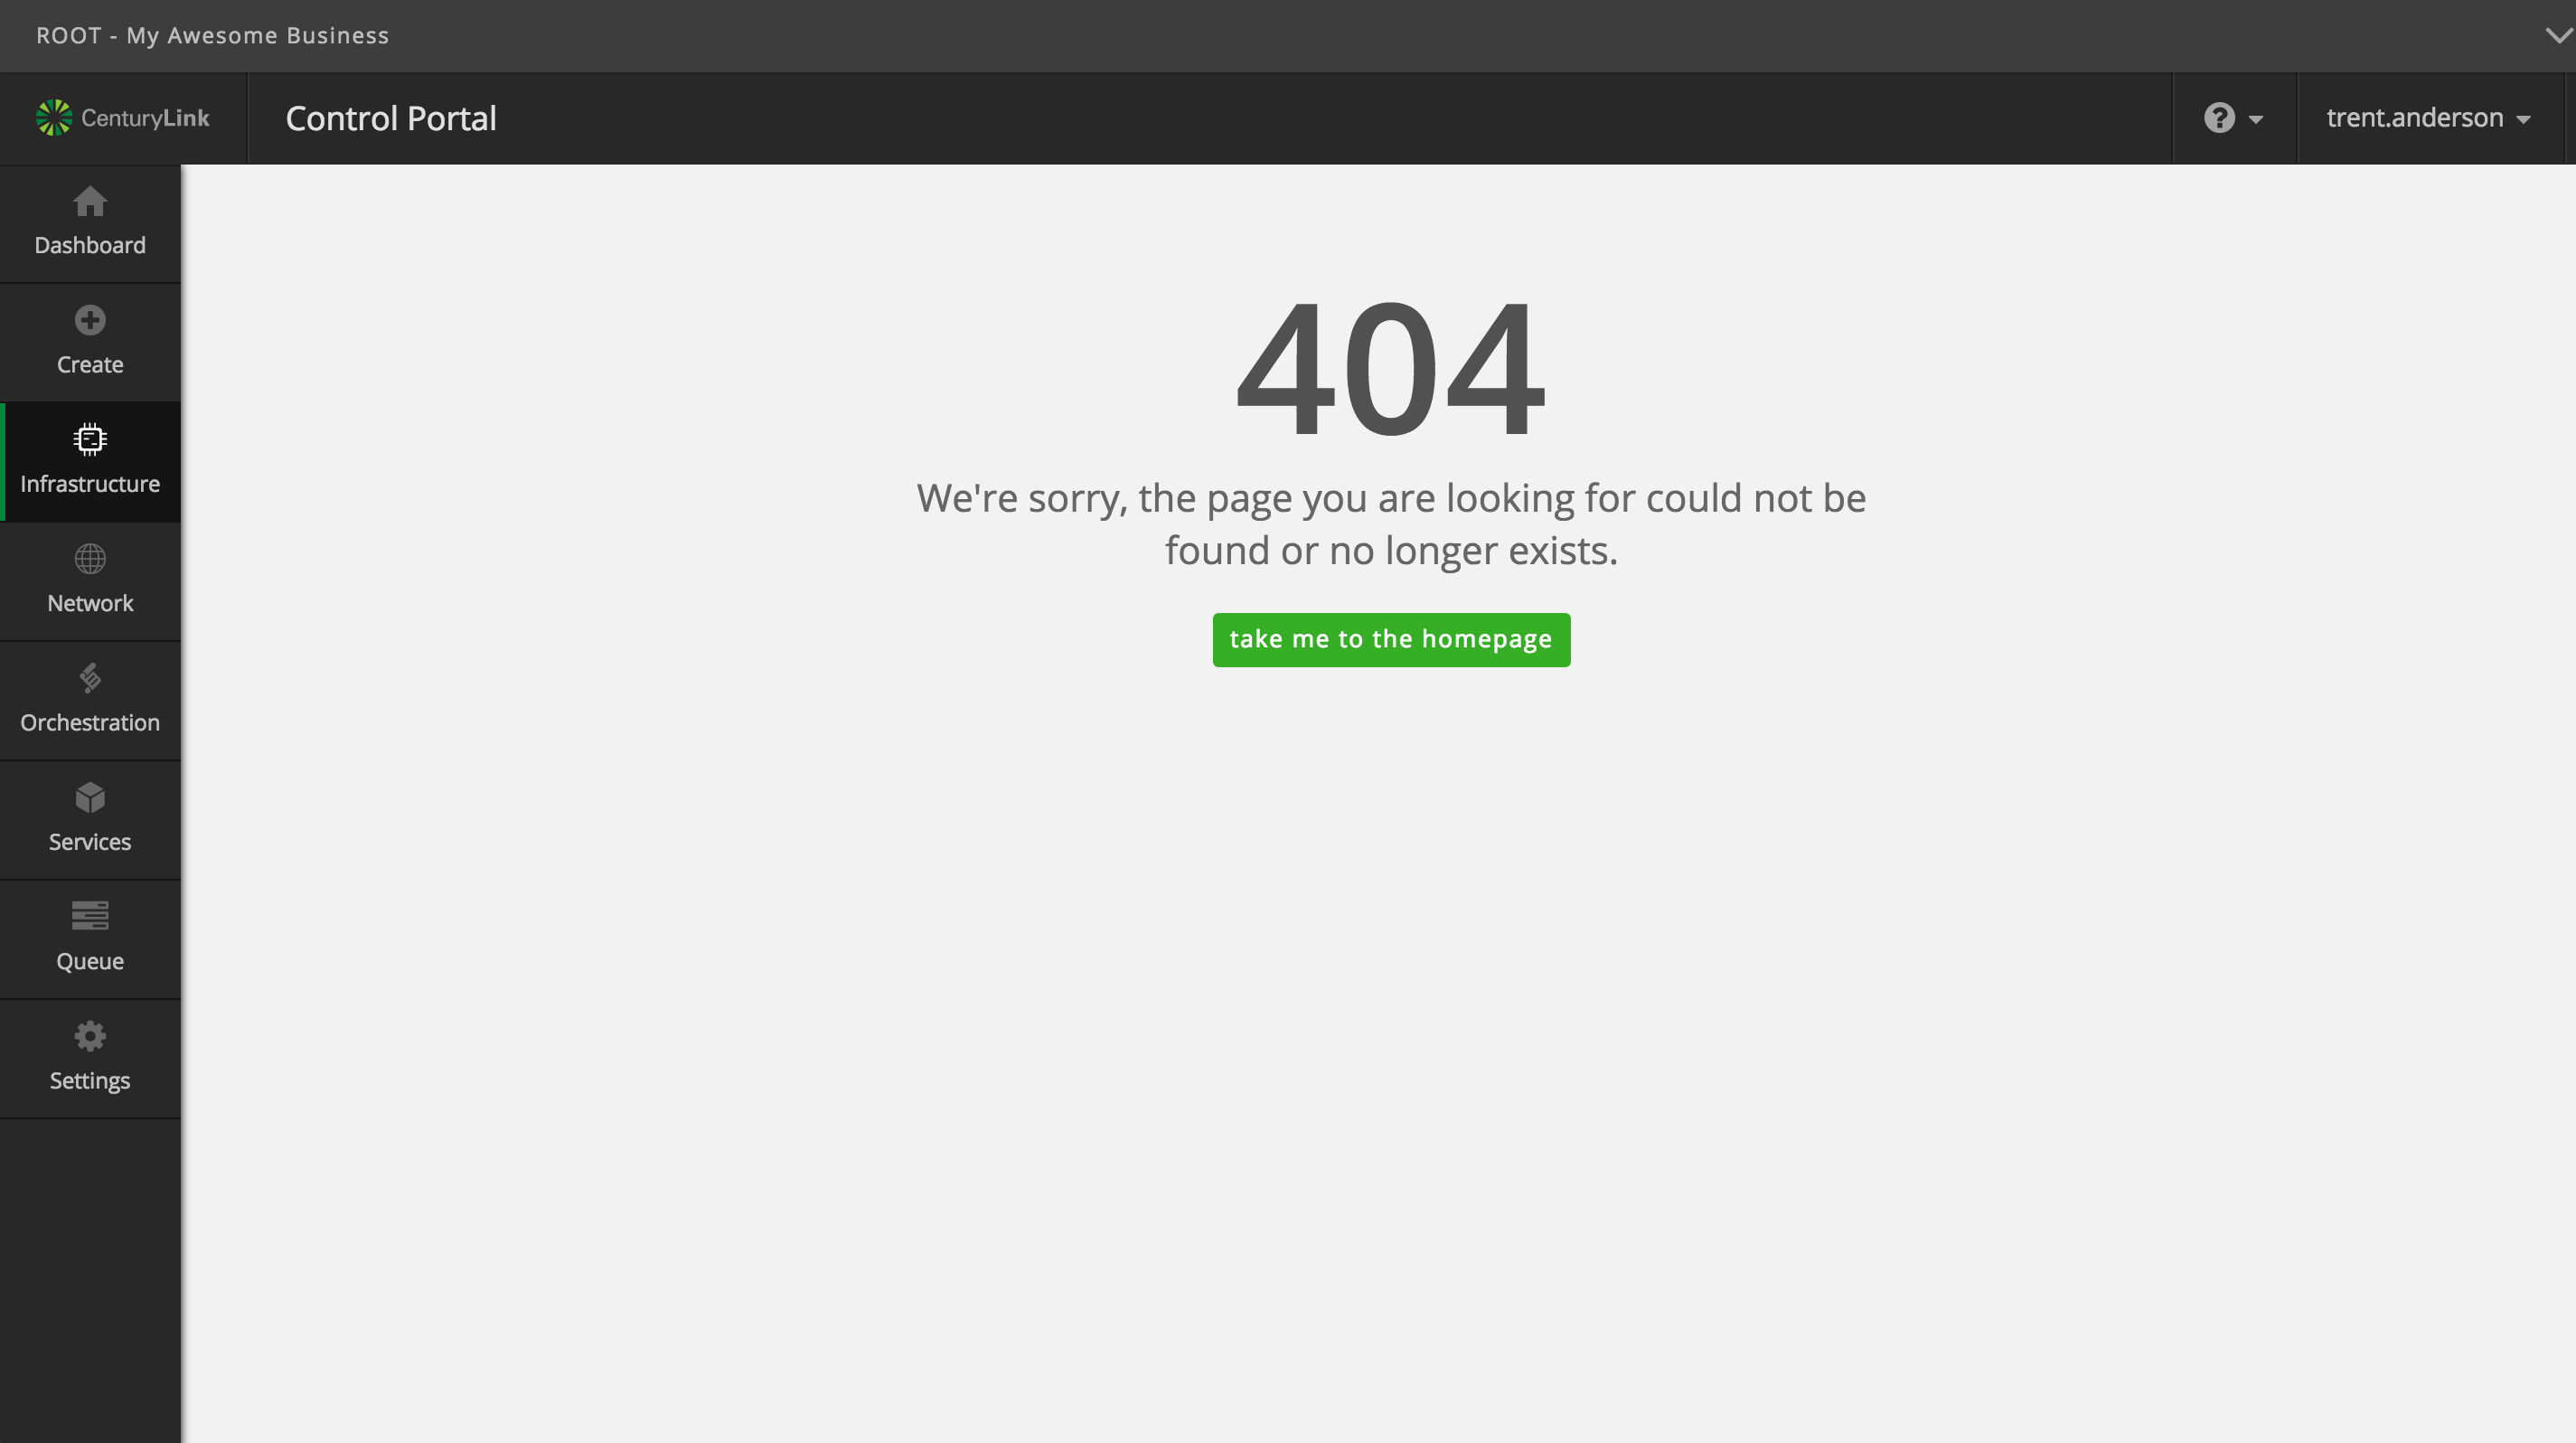 ROOT - My Awesome Business
CenturyLink
Control Portal
?
trent.anderson
Dashboard
Create
Infrastructure
Network
Orchestration
Services
Queue
Settings
404
We're sorry, the page you are looking for could not be
found or no longer exists.
take me to the homepage